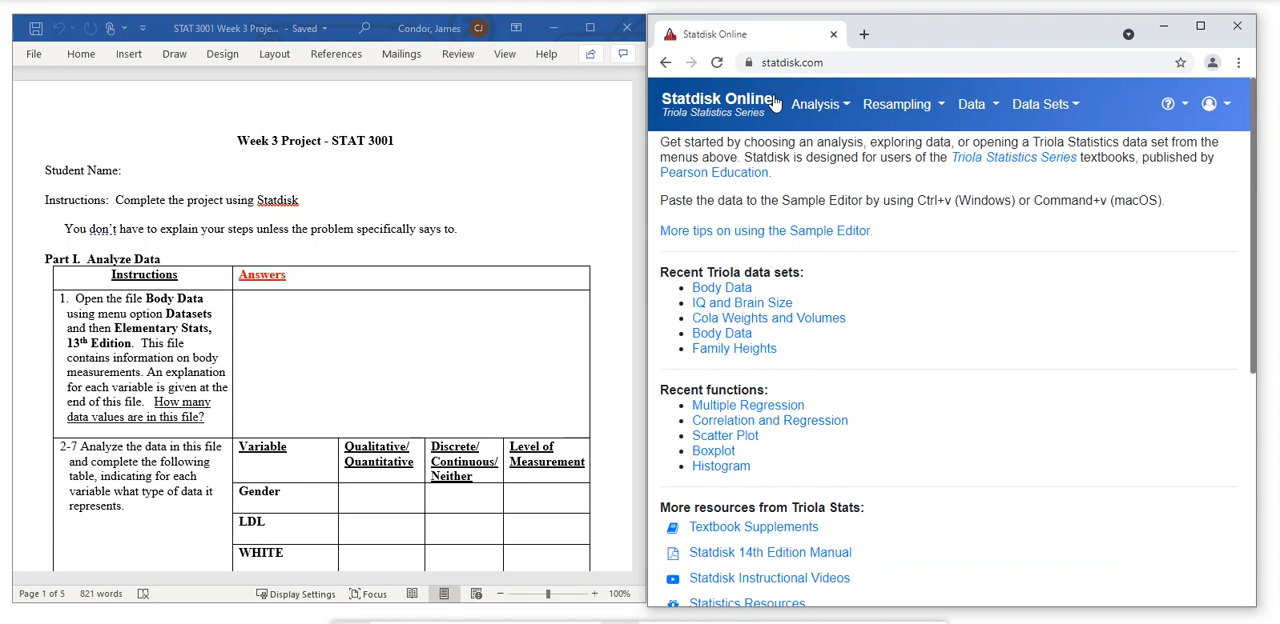 STAT 3001 Week 3 Proje... - Saved
Condor, James
CJ
File Home Insert Draw Design Layout References Mailings Review View Help
Week 3 Project - STAT 3001
Student Name:
Instructions: Complete the project using Statdisk
You don't have to explain your steps unless the problem specifically says to.
Part I. Analyze Data
Instructions
Answers
1. Open the file Body Data
using menu option Datasets
and then Elementary Stats,
13th Edition. This file
contains information on body
measurements. An explanation
for each variable is given at the
end of this file. How many
data values are in this file?
2-7 Analyze the data in this file
and complete the following
table, indicating for each
variable what type of data it
represents.
Variable
Qualitative/
Quantitative
Discrete/
Continuous/
Neither
Level of
Measurement
Gender
LDL
WHITE
Page 1 of 5 821 words Display Settings Focus 100%
Statdisk Online
statdisk.com
Statdisk Online
Triola Statistics Series
Analysis Resampling Data Data Sets
Get started by choosing an analysis, exploring data, or opening a Triola Statistics data set from the
menus above. Statdisk is designed for users of the Triola Statistics Series textbooks, published by
Pearson Education.
Paste the data to the Sample Editor by using Ctrl+v (Windows) or Command+v (macOS).
More tips on using the Sample Editor.
Recent Triola data sets:
Body Data
IQ and Brain Size
Cola Weights and Volumes
Body Data
Family Heights
Recent functions:
Multiple Regression
Correlation and Regression
Scatter Plot
Boxplot
Histogram
More resources from Triola Stats:
Textbook Supplements
Statdisk 14th Edition Manual
Statdisk Instructional Videos
Statistics Resources